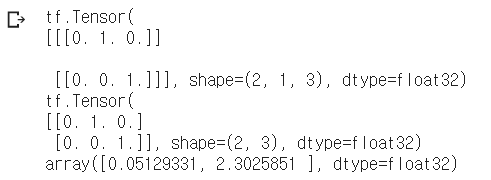 tf.Tensor(
[[[0. 1. 0.]]
[[0. 0. 1.]]], shape=(2, 1, 3), dtype=float32)
tf.Tensor(
[[0. 1. 0.]
[0. 0. 1.]], shape=(2, 3), dtype=float32)
array([0.05129331, 2.3025851 ], dtype=float32)